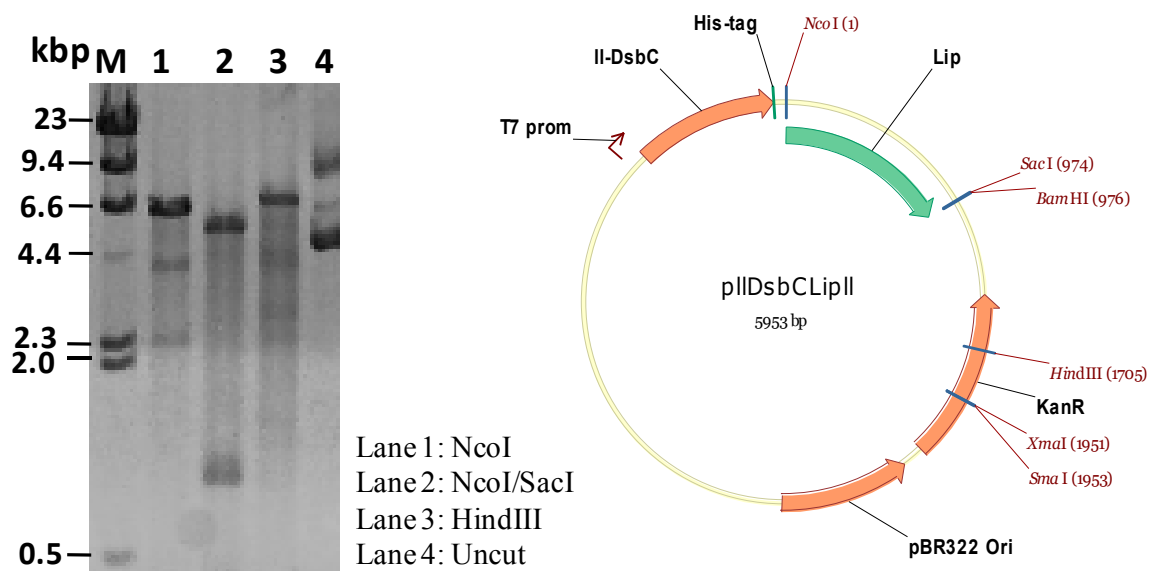 kbp M 1 2 3 4
23
9.4
6.6
4.4
2.3
2.0
0.5
Lane 1: NcoI
Lane 2: NcoI/SacI
Lane 3: HindIII
Lane 4: Uncut
His-tag
NcoI (1)
ll-DsbC
Lip
T7 prom
SacI (974)
BamHI (976)
pllDsbCLipll
5953 bp
HindIII (1705)
KanR
XmaI (1951)
SmaI (1953)
pBR322 Ori